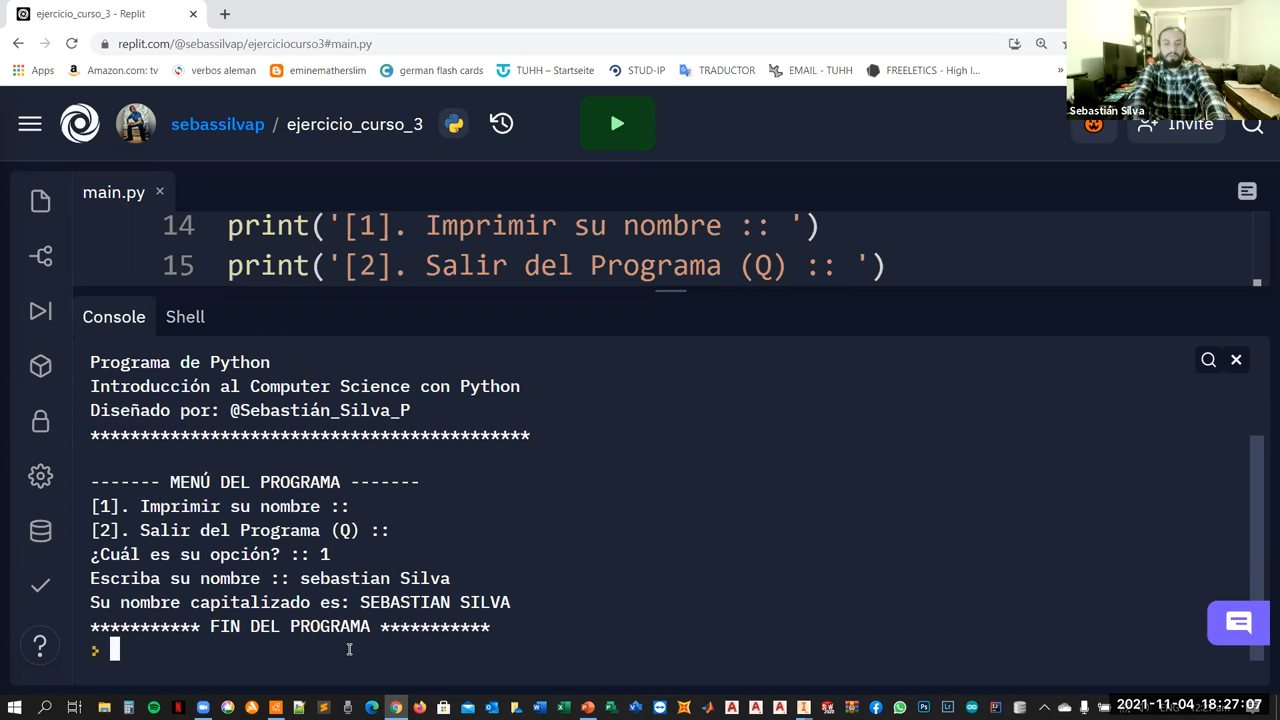 ejercicio_curso_3 - Replit
replit.com/@sebassilvap/ejerciciocurso3#main.py
Apps
Amazon.com: tv
verbos aleman
eminematherslim
german flash cards
TUHH – Startseite
STUD-IP
TRADUCTOR
EMAIL - TUHH
FREELETICS - High I...
»
Sebastián Silva
sebassilvap / ejercicio_curso_3
Invite
main.py
14 print('[1]. Imprimir su nombre :: ')
15 print('[2]. Salir del Programa (Q) :: ')
Console Shell
Programa de Python
Introducción al Computer Science con Python
Diseñado por: @Sebastián_Silva_P
********************************************
------- MENÚ DEL PROGRAMA -------
[1]. Imprimir su nombre ::
[2]. Salir del Programa (Q) ::
¿Cuál es su opción? :: 1
Escriba su nombre :: sebastian Silva
Su nombre capitalizado es: SEBASTIAN SILVA
*********** FIN DEL PROGRAMA ***********
2021-11-04 18:27:07